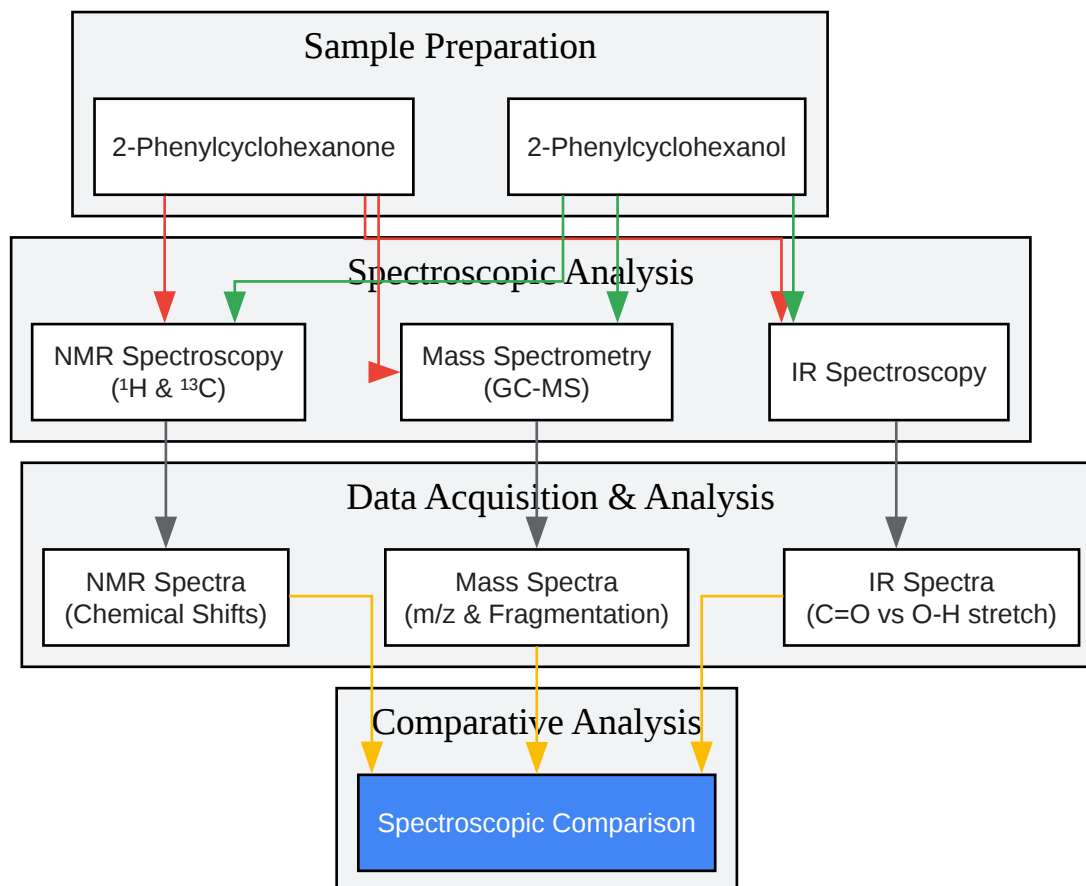 Sample Preparation
2-Phenylcyclohexanone
2-Phenylcyclohexanol
Spectroscopic Analysis
NMR Spectroscopy
(¹H & ¹³C)
Mass Spectrometry
(GC-MS)
IR Spectroscopy
Data Acquisition & Analysis
NMR Spectra
(Chemical Shifts)
Mass Spectra
(m/z & Fragmentation)
IR Spectra
(C=O vs O-H stretch)
Comparative Analysis
Spectroscopic Comparison